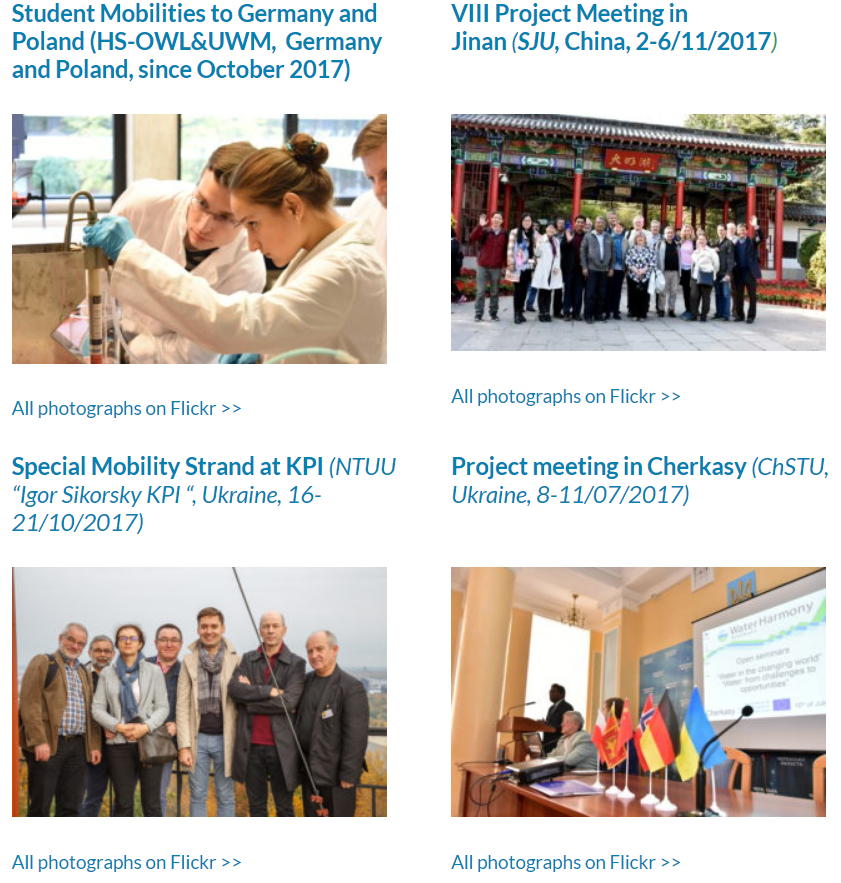 Student Mobilities to Germany and
Poland (HS-OWL&UWM, Germany
and Poland, since October 2017)
VIII Project Meeting in
Jinan (SJU, China, 2-6/11/2017)
大明湖
All photographs on Flickr >>
All photographs on Flickr >>
Special Mobility Strand at KPI (NTUU
“Igor Sikorsky KPI “, Ukraine, 16-
21/10/2017)
Project meeting in Cherkasy (ChSTU,
Ukraine, 8-11/07/2017)
Water Harmony
Open seminars
“Water in the changing world”
“Water: from challenges to
opportunities”
Cherkasy
All photographs on Flickr >>
All photographs on Flickr >>